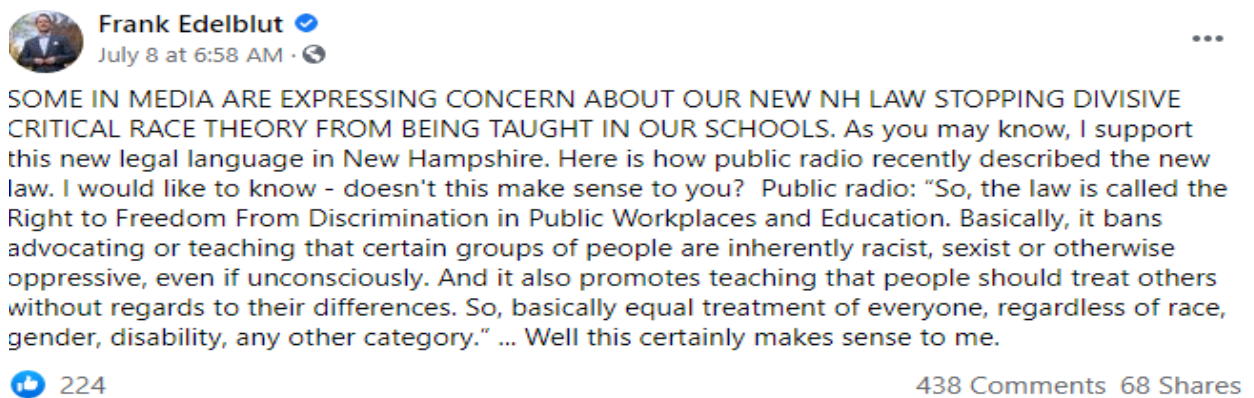 Frank Edelblut
July 8 at 6:58 AM ·
SOME IN MEDIA ARE EXPRESSING CONCERN ABOUT OUR NEW NH LAW STOPPING DIVISIVE
CRITICAL RACE THEORY FROM BEING TAUGHT IN OUR SCHOOLS. As you may know, I support
this new legal language in New Hampshire. Here is how public radio recently described the new
law. I would like to know - doesn't this make sense to you?  Public radio: “So, the law is called the
Right to Freedom From Discrimination in Public Workplaces and Education. Basically, it bans
advocating or teaching that certain groups of people are inherently racist, sexist or otherwise
oppressive, even if unconsciously. And it also promotes teaching that people should treat others
without regards to their differences. So, basically equal treatment of everyone, regardless of race,
gender, disability, any other category.” ... Well this certainly makes sense to me.
224 438 Comments 68 Shares